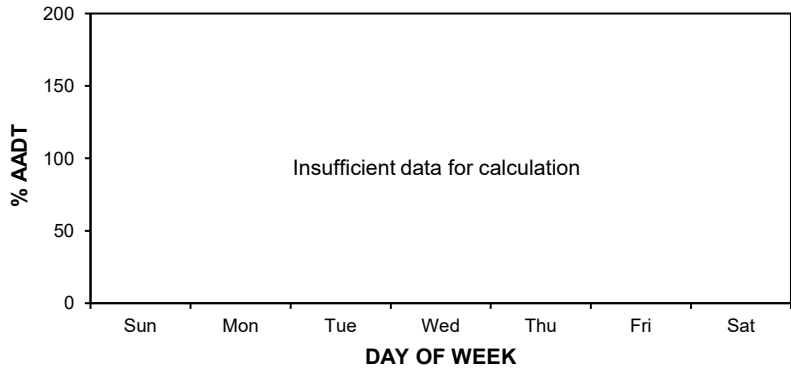 200
150
100
50
0
% AADT
Insufficient data for calculation
Sun Mon Tue Wed Thu Fri Sat
DAY OF WEEK